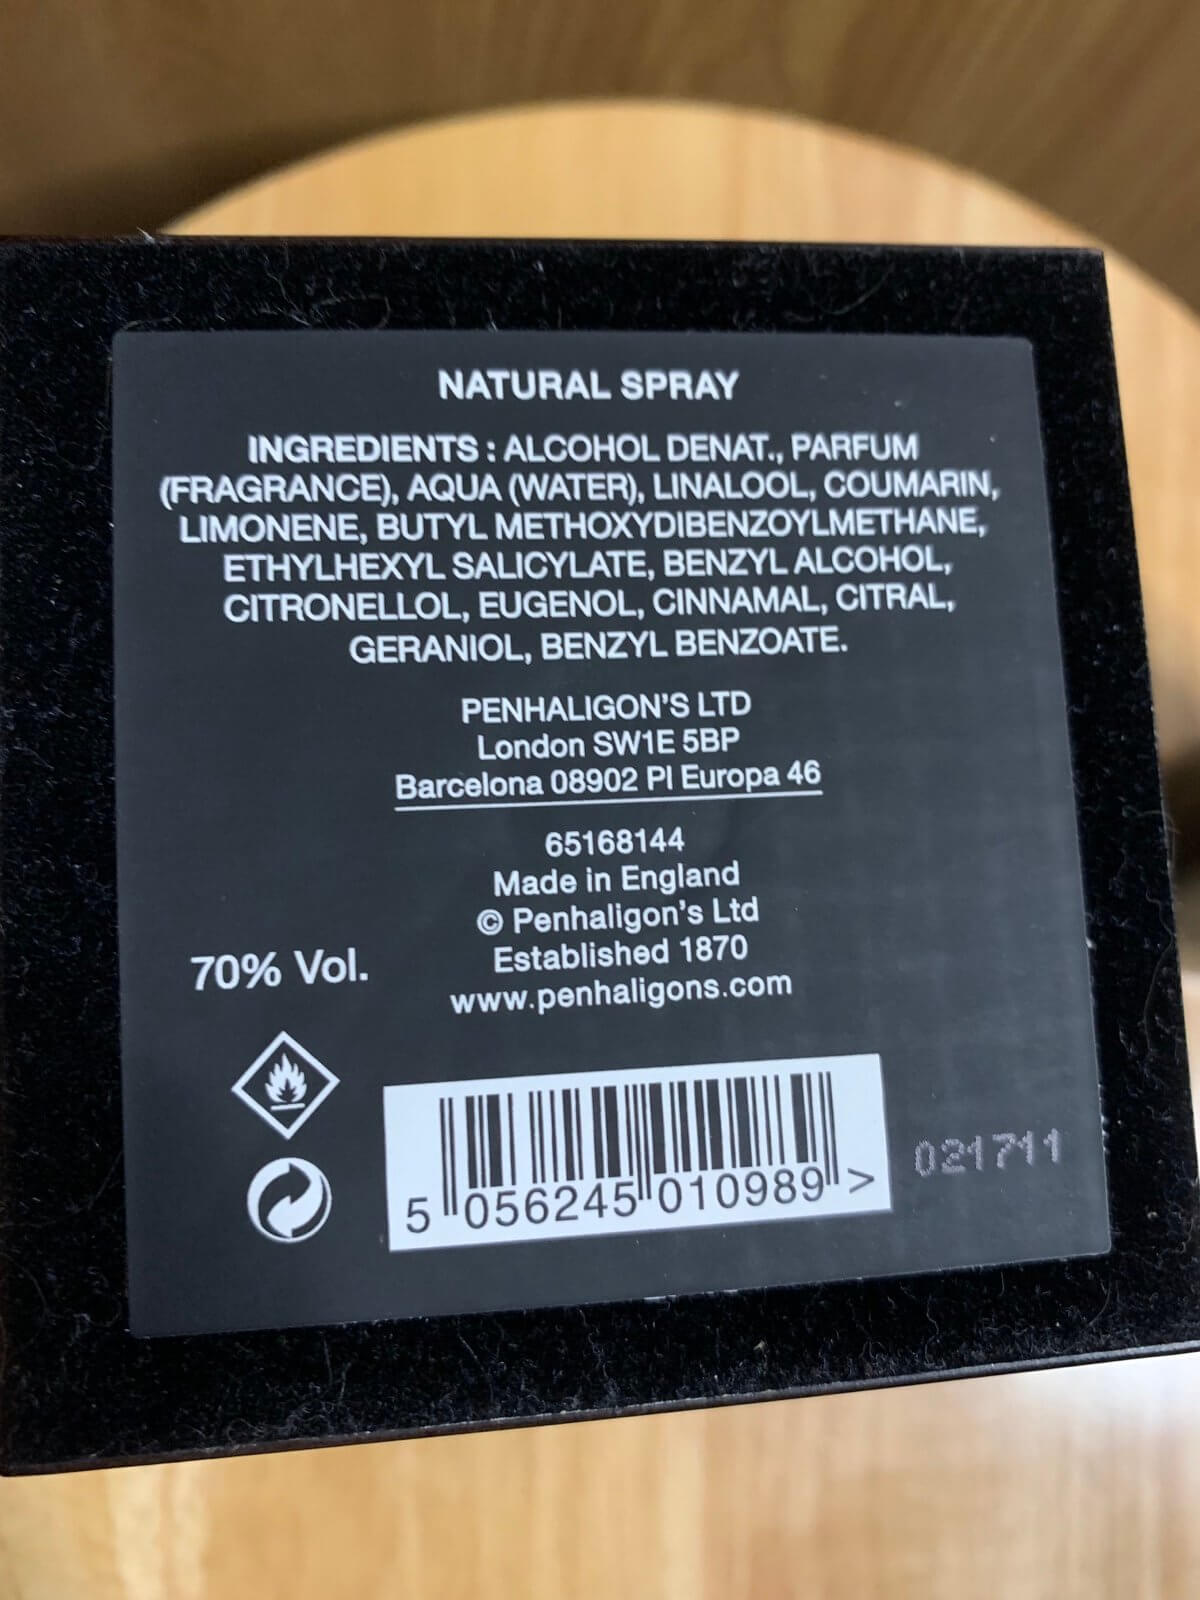 NATURAL SPRAY
INGREDIENTS : ALCOHOL DENAT., PARFUM
(FRAGRANCE), AQUA (WATER), LINALOOL, COUMARIN,
LIMONENE, BUTYL METHOXYDIBENZOYLMETHANE,
ETHYLHEXYL SALICYLATE, BENZYL ALCOHOL,
CITRONELLOL, EUGENOL, CINNAMAL, CITRAL,
GERANIOL, BENZYL BENZOATE.
PENHALIGON'S LTD
London SW1E 5BP
Barcelona 08902 Pl Europa 46
65168144
Made in England
© Penhaligon's Ltd
Established 1870
www.penhaligons.com
70% Vol.
5 056245 010989 >
021711